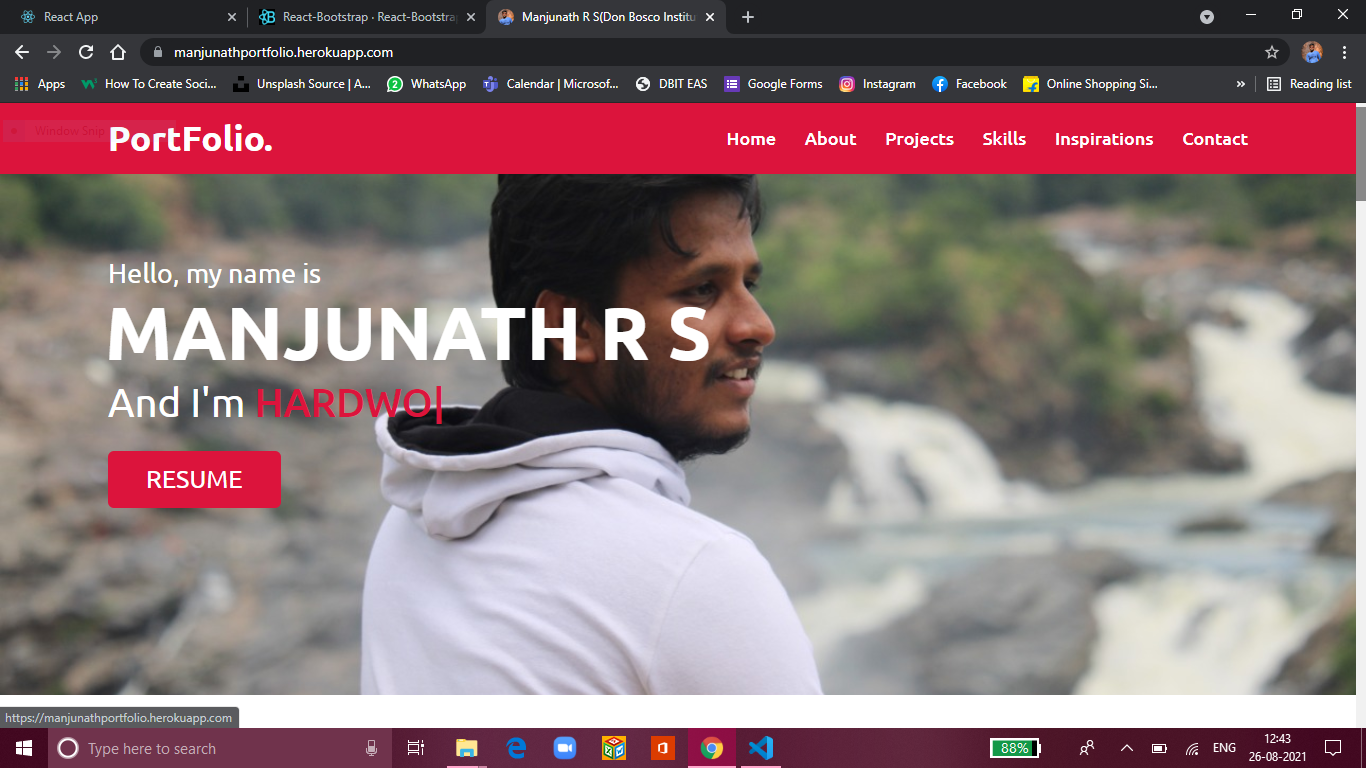 React App
React-Bootstrap · React-Bootstrap
Manjunath R S(Don Bosco Institu
manjunathportfolio.herokuapp.com
Apps
How To Create Soci...
Unsplash Source | A...
WhatsApp
Calendar | Microsof...
DBIT EAS
Google Forms
Instagram
Facebook
Online Shopping Si...
»
Reading list
Window Snip
PortFolio.
Home
About
Projects
Skills
Inspirations
Contact
Hello, my name is
MANJUNATH R S
And I'm HARDWO|
RESUME
https://manjunathportfolio.herokuapp.com
Type here to search
88%
ENG
12:43
26-08-2021